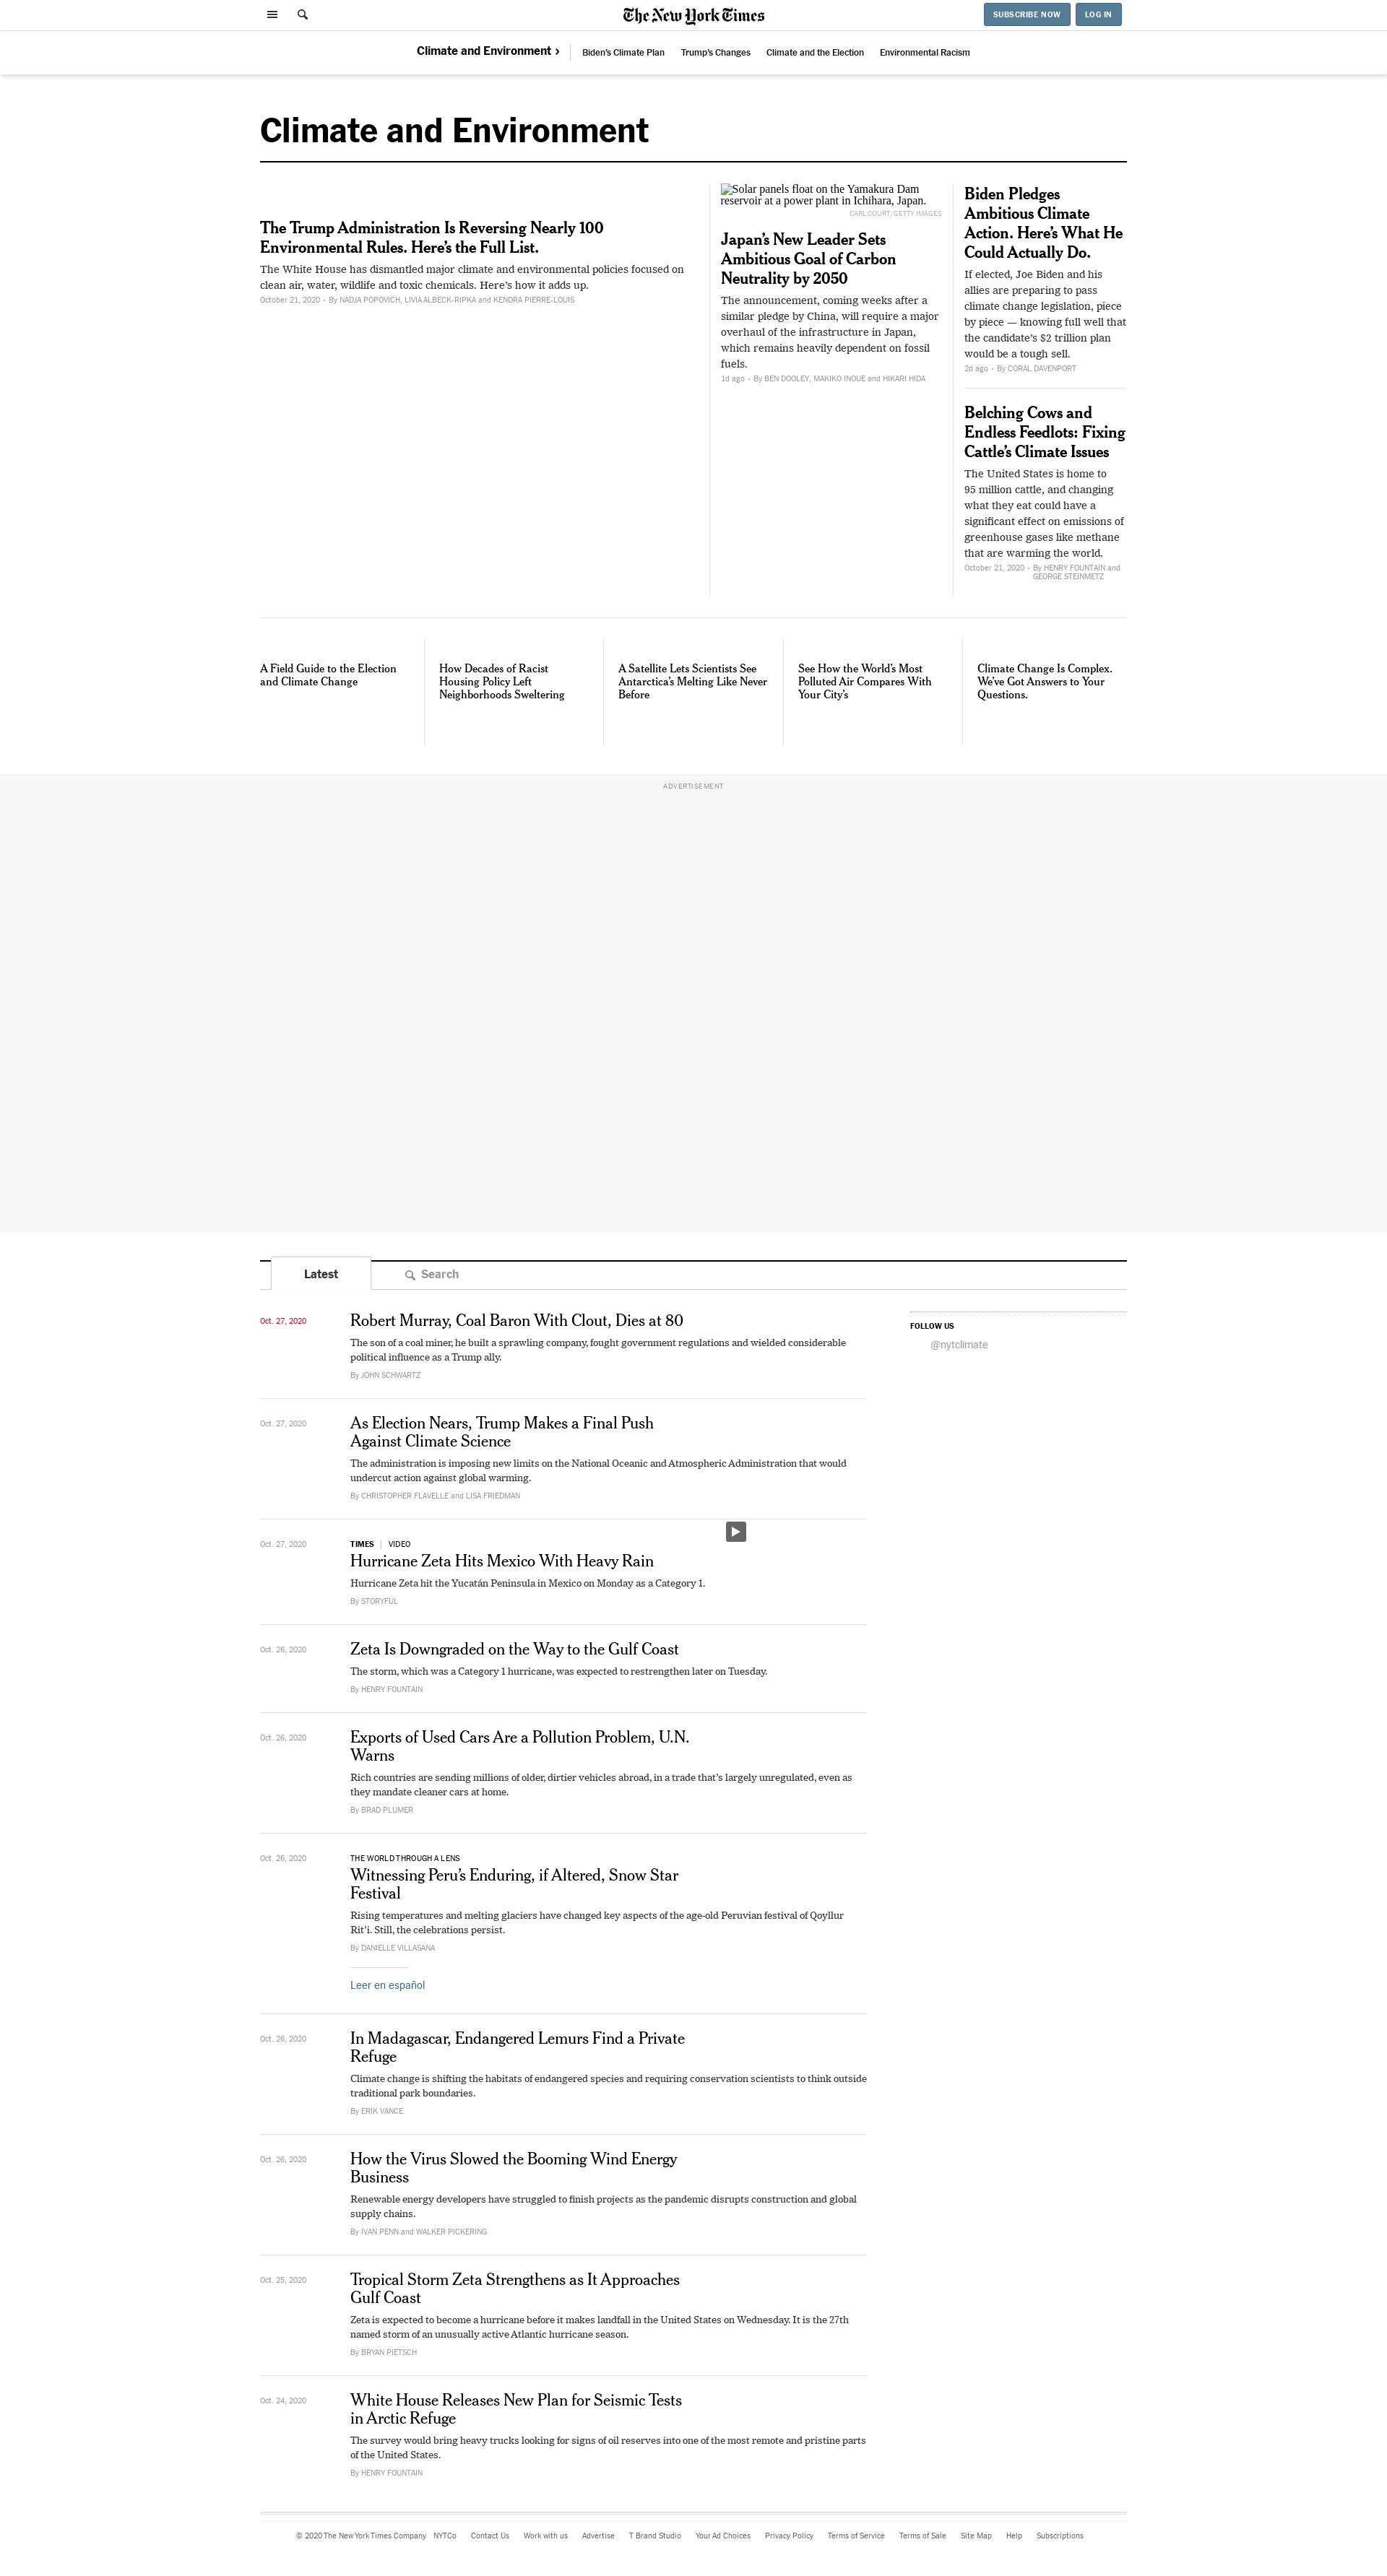 The New York Times
SUBSCRIBE NOW
LOG IN
Climate and Environment ›
Biden's Climate Plan
Trump's Changes
Climate and the Election
Environmental Racism
Climate and Environment
The Trump Administration Is Reversing Nearly 100
Environmental Rules. Here's the Full List.
The White House has dismantled major climate and environmental policies focused on
clean air, water, wildlife and toxic chemicals. Here's how it adds up.
October 21, 2020 • By NADJA POPOVICH, LIVIA ALBECK-RIPKA and KENDRA PIERRE-LOUIS
Solar panels float on the Yamakura Dam
reservoir at a power plant in Ichihara, Japan.
CARL COURT/GETTY IMAGES
Japan's New Leader Sets
Ambitious Goal of Carbon
Neutrality by 2050
The announcement, coming weeks after a
similar pledge by China, will require a major
overhaul of the infrastructure in Japan,
which remains heavily dependent on fossil
fuels.
1d ago • By BEN DOOLEY, MAKIKO INOUE and HIKARI HIDA
Biden Pledges
Ambitious Climate
Action. Here's What He
Could Actually Do.
If elected, Joe Biden and his
allies are preparing to pass
climate change legislation, piece
by piece — knowing full well that
the candidate's $2 trillion plan
would be a tough sell.
2d ago • By CORAL DAVENPORT
Belching Cows and
Endless Feedlots: Fixing
Cattle's Climate Issues
The United States is home to
95 million cattle, and changing
what they eat could have a
significant effect on emissions of
greenhouse gases like methane
that are warming the world.
October 21, 2020 • By HENRY FOUNTAIN and
GEORGE STEINMETZ
A Field Guide to the Election
and Climate Change
How Decades of Racist
Housing Policy Left
Neighborhoods Sweltering
A Satellite Lets Scientists See
Antarctica's Melting Like Never
Before
See How the World's Most
Polluted Air Compares With
Your City's
Climate Change Is Complex.
We've Got Answers to Your
Questions.
ADVERTISEMENT
Latest
Search
Oct. 27, 2020
Robert Murray, Coal Baron With Clout, Dies at 80
The son of a coal miner, he built a sprawling company, fought government regulations and wielded considerable
political influence as a Trump ally.
By JOHN SCHWARTZ
FOLLOW US
@nytclimate
Oct. 27, 2020
As Election Nears, Trump Makes a Final Push
Against Climate Science
The administration is imposing new limits on the National Oceanic and Atmospheric Administration that would
undercut action against global warming.
By CHRISTOPHER FLAVELLE and LISA FRIEDMAN
Oct. 27, 2020
TIMES | VIDEO
Hurricane Zeta Hits Mexico With Heavy Rain
Hurricane Zeta hit the Yucatán Peninsula in Mexico on Monday as a Category 1.
By STORYFUL
Oct. 26, 2020
Zeta Is Downgraded on the Way to the Gulf Coast
The storm, which was a Category 1 hurricane, was expected to restrengthen later on Tuesday.
By HENRY FOUNTAIN
Oct. 26, 2020
Exports of Used Cars Are a Pollution Problem, U.N.
Warns
Rich countries are sending millions of older, dirtier vehicles abroad, in a trade that's largely unregulated, even as
they mandate cleaner cars at home.
By BRAD PLUMER
Oct. 26, 2020
THE WORLD THROUGH A LENS
Witnessing Peru's Enduring, if Altered, Snow Star
Festival
Rising temperatures and melting glaciers have changed key aspects of the age-old Peruvian festival of Qoyllur
Rit'i. Still, the celebrations persist.
By DANIELLE VILLASANA
Leer en español
Oct. 26, 2020
In Madagascar, Endangered Lemurs Find a Private
Refuge
Climate change is shifting the habitats of endangered species and requiring conservation scientists to think outside
traditional park boundaries.
By ERIK VANCE
Oct. 26, 2020
How the Virus Slowed the Booming Wind Energy
Business
Renewable energy developers have struggled to finish projects as the pandemic disrupts construction and global
supply chains.
By IVAN PENN and WALKER PICKERING
Oct. 25, 2020
Tropical Storm Zeta Strengthens as It Approaches
Gulf Coast
Zeta is expected to become a hurricane before it makes landfall in the United States on Wednesday. It is the 27th
named storm of an unusually active Atlantic hurricane season.
By BRYAN PIETSCH
Oct. 24, 2020
White House Releases New Plan for Seismic Tests
in Arctic Refuge
The survey would bring heavy trucks looking for signs of oil reserves into one of the most remote and pristine parts
of the United States.
By HENRY FOUNTAIN
© 2020 The New York Times Company NYTCo Contact Us Work with us Advertise T Brand Studio Your Ad Choices Privacy Policy Terms of Service Terms of Sale Site Map Help Subscriptions